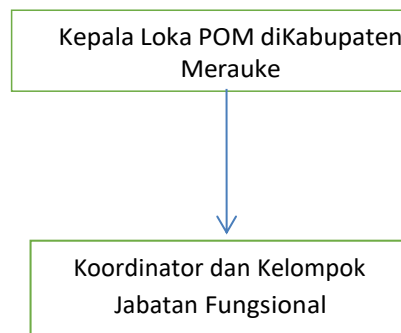 Kepala Loka POM diKabupaten
Merauke
Koordinator dan Kelompok
Jabatan Fungsional